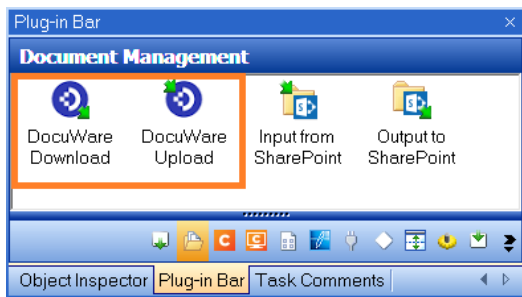 Plug-in Bar
Document Management
DocuWare Download
DocuWare Upload
Input from SharePoint
Output to SharePoint
Object Inspector Plug-in Bar Task Comments